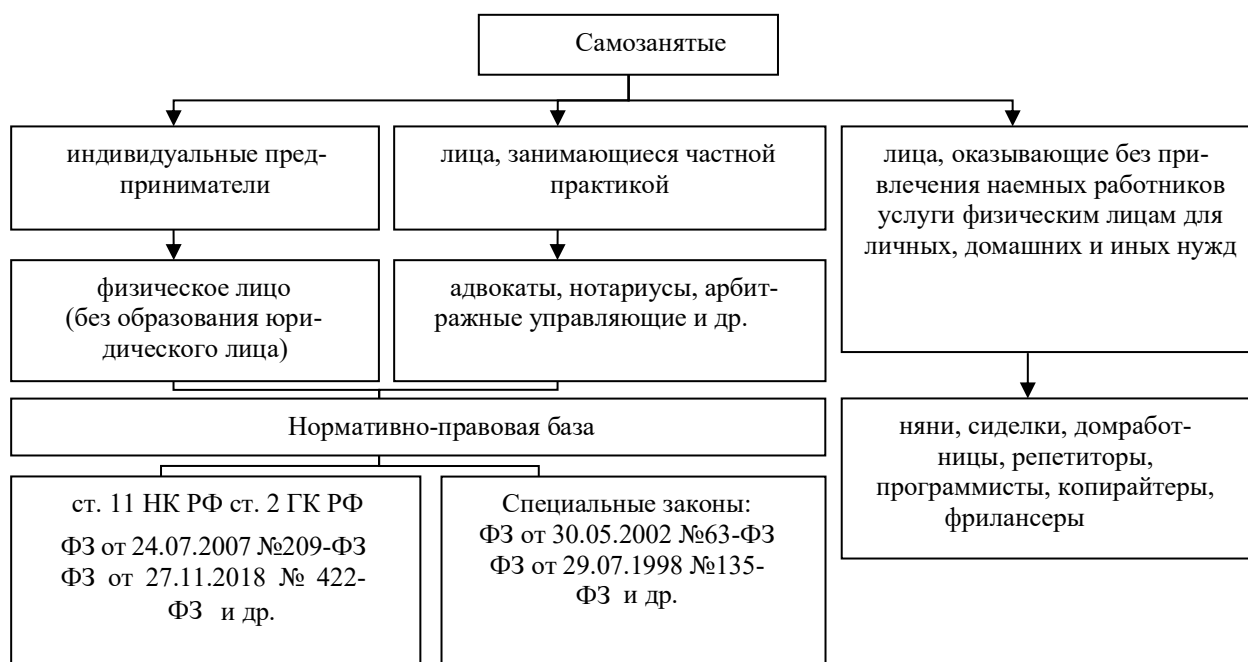 Самозанятые
индивидуальные пред-
приниматели
лица, занимающиеся частной
практикой
лица, оказывающие без при-
влечения наемных работников
услуги физическим лицам для
личных, домашних и иных нужд
физическое лицо
(без образования юри-
дического лица)
адвокаты, нотариусы, арбит-
ражные управляющие и др.
няни, сиделки, домработ-
ницы, репетиторы,
программисты, копирайтеры,
фрилансеры
Нормативно-правовая база
ст. 11 НК РФ ст. 2 ГК РФ
ФЗ от 24.07.2007 №209-ФЗ
ФЗ от 27.11.2018 № 422-
ФЗ и др.
Специальные законы:
ФЗ от 30.05.2002 №63-ФЗ
ФЗ от 29.07.1998 №135-
ФЗ и др.